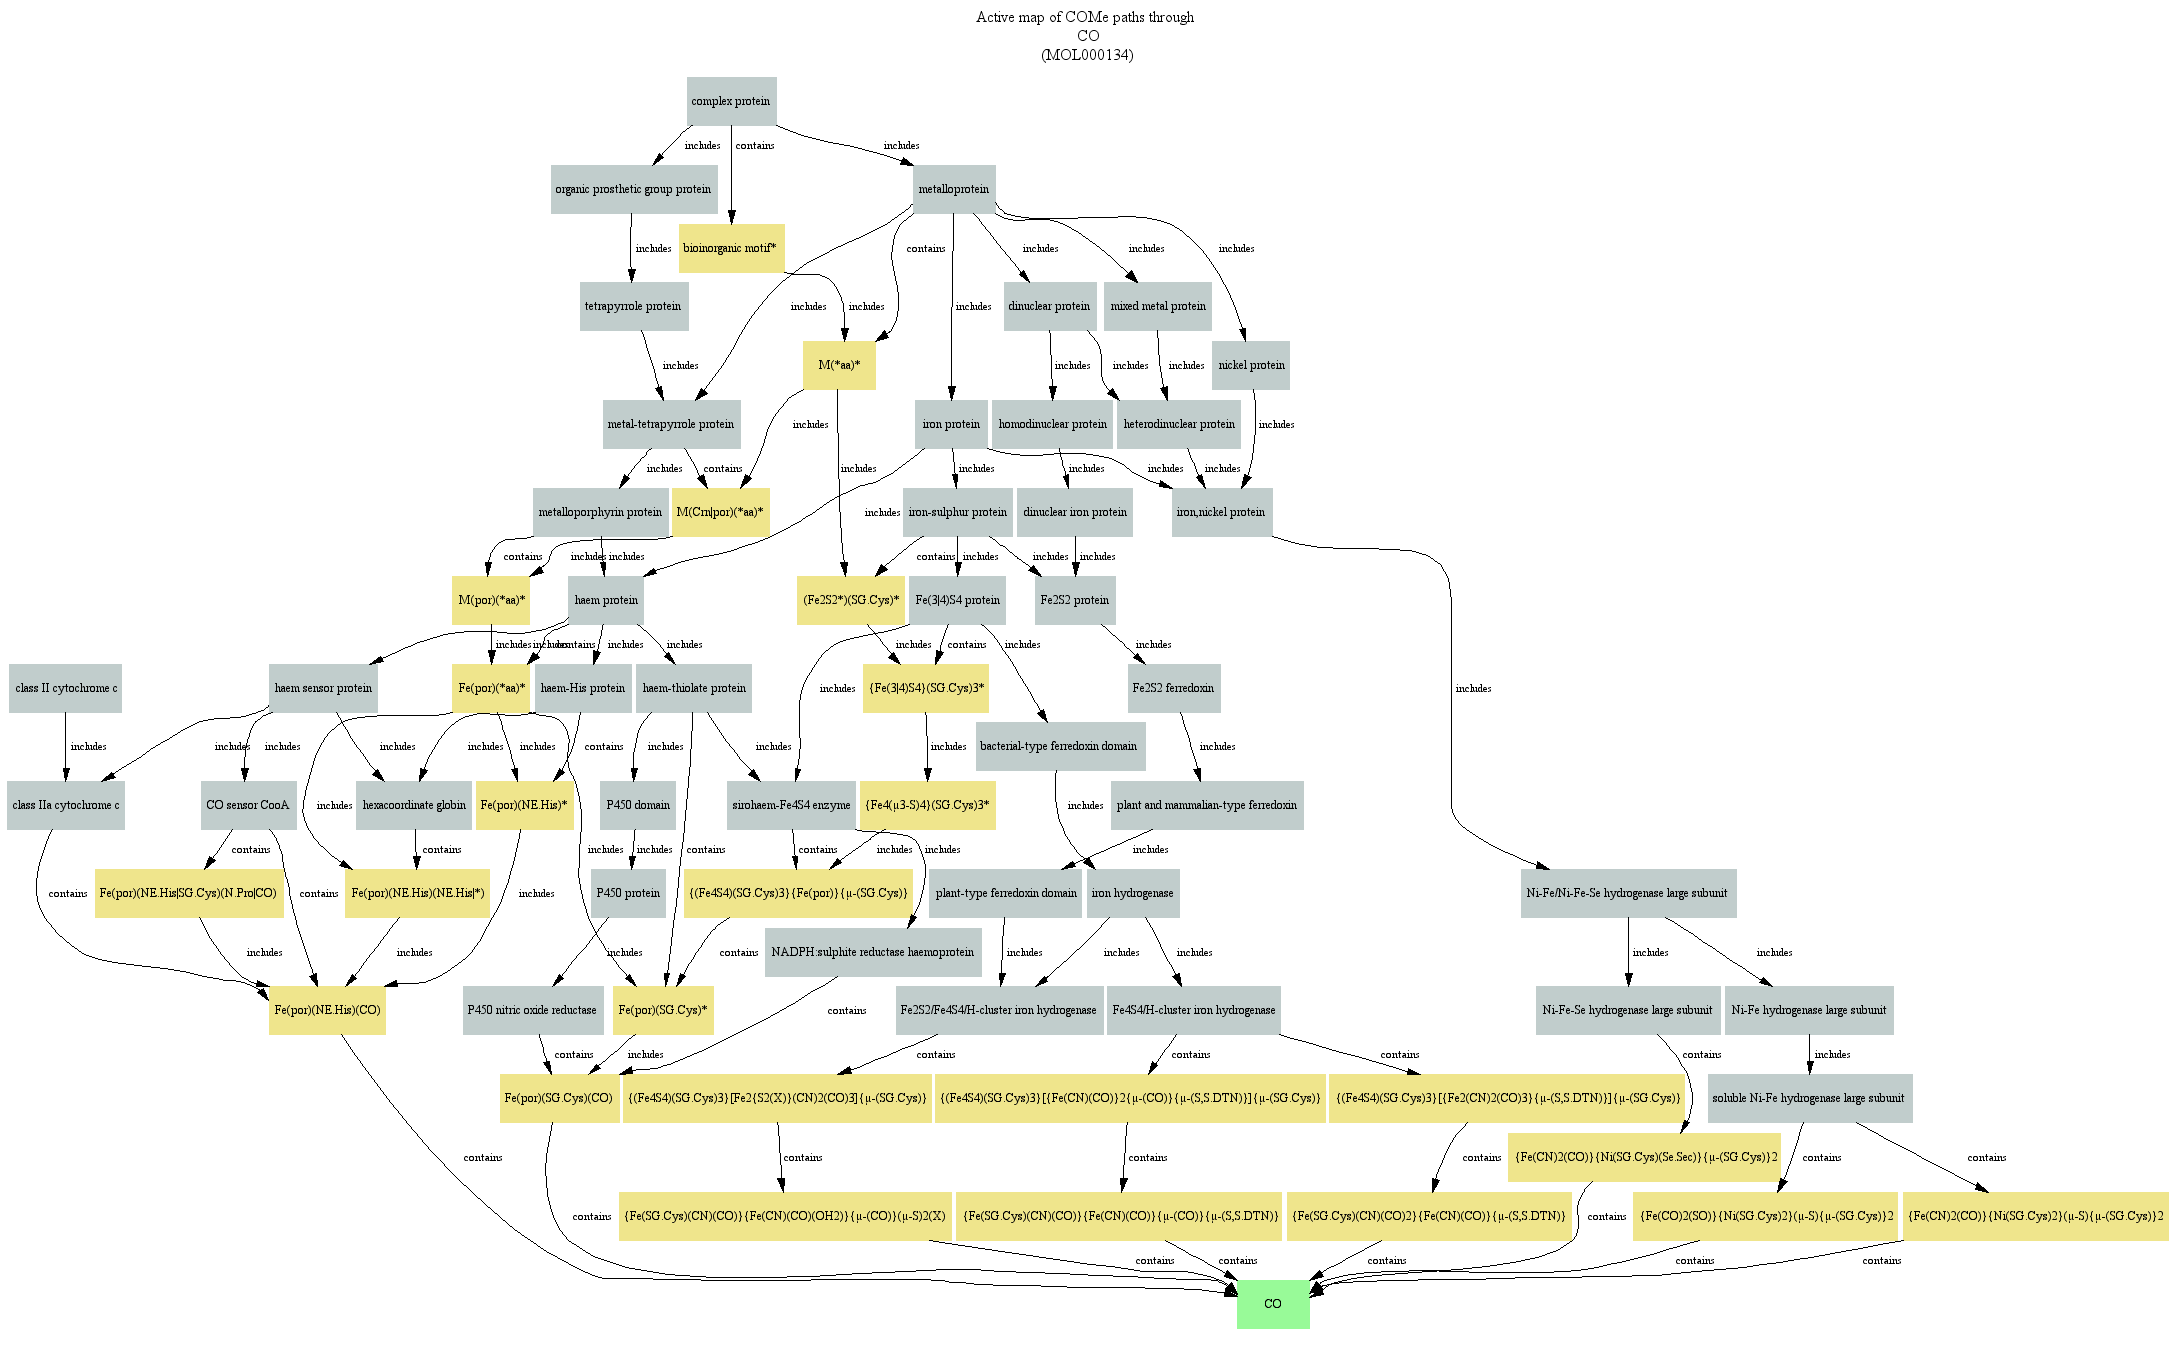 Active map of COMe paths through
CO
(MOL000134)
complex protein
includes
contains
includes
organic prosthetic group protein
metalloprotein
includes
bioinorganic motif*
contains
includes
includes
includes
tetrapyrrole protein
includes
includes
includes
dinuclear protein
mixed metal protein
includes
M(*aa)*
includes
includes
includes
nickel protein
metal-tetrapyrrole protein
includes
iron protein
homodinuclear protein
heterodinuclear protein
includes
includes
contains
includes
includes
includes
includes
includes
metalloporphyrin protein
M(Crn|por)(*aa)*
includes
iron-sulphur protein
dinuclear iron protein
iron,nickel protein
contains
includes
includes
contains
includes
includes
includes
M(por)(*aa)*
haem protein
(Fe2S2*)(SG.Cys)*
Fe(3|4)S4 protein
Fe2S2 protein
includes
includes
contains
includes
includes
includes
contains
includes
includes
class II cytochrome c
haem sensor protein
Fe(por)(*aa)*
haem-His protein
haem-thiolate protein
includes
{Fe(3|4)S4}(SG.Cys)3*
Fe2S2 ferredoxin
includes
includes
includes
includes
includes
includes
includes
contains
includes
includes
includes
bacterial-type ferredoxin domain
includes
class IIa cytochrome c
CO sensor CooA
includes
hexacoordinate globin
Fe(por)(NE.His)*
P450 domain
sirohaem-Fe4S4 enzyme
{Fe4(µ3-S)4}(SG.Cys)3*
includes
plant and mammalian-type ferredoxin
contains
contains
includes
includes
contains
contains
includes
includes
includes
contains
Fe(por)(NE.His|SG.Cys)(N.Pro|CO)
contains
Fe(por)(NE.His)(NE.His|*)
includes
P450 protein
{(Fe4S4)(SG.Cys)3}{Fe(por)}{µ-(SG.Cys)}
plant-type ferredoxin domain
iron hydrogenase
Ni-Fe/Ni-Fe-Se hydrogenase large subunit
includes
includes
includes
contains
NADPH:sulphite reductase haemoprotein
includes
includes
includes
includes
includes
Fe(por)(NE.His)(CO)
P450 nitric oxide reductase
Fe(por)(SG.Cys)*
contains
Fe2S2/Fe4S4/H-cluster iron hydrogenase
Fe4S4/H-cluster iron hydrogenase
Ni-Fe-Se hydrogenase large subunit
Ni-Fe hydrogenase large subunit
contains
includes
contains
contains
contains
contains
includes
Fe(por)(SG.Cys)(CO)
{(Fe4S4)(SG.Cys)3}[Fe2{S2(X)}(CN)2(CO)3]{µ-(SG.Cys)}
{(Fe4S4)(SG.Cys)3}[{Fe(CN)(CO)}2{µ-(CO)}{µ-(S,S.DTN)}]{µ-(SG.Cys)}
{(Fe4S4)(SG.Cys)3}[{Fe2(CN)2(CO)3}{µ-(S,S.DTN)}]{µ-(SG.Cys)}
soluble Ni-Fe hydrogenase large subunit
contains
contains
contains
contains
{Fe(CN)2(CO)}{Ni(SG.Cys)(Se.Sec)}{µ-(SG.Cys)}2
contains
contains
contains
{Fe(SG.Cys)(CN)(CO)}{Fe(CN)(CO)(OH2)}{µ-(CO)}(µ-S)2(X)
{Fe(SG.Cys)(CN)(CO)}{Fe(CN)(CO)}{µ-(CO)}{µ-(S,S.DTN)}
{Fe(SG.Cys)(CN)(CO)2}{Fe(CN)(CO)}{µ-(S,S.DTN)}
contains
{Fe(CO)2(SO)}{Ni(SG.Cys)2}(µ-S){µ-(SG.Cys)}2
{Fe(CN)2(CO)}{Ni(SG.Cys)2}(µ-S){µ-(SG.Cys)}2
contains
contains
contains
contains
contains
CO